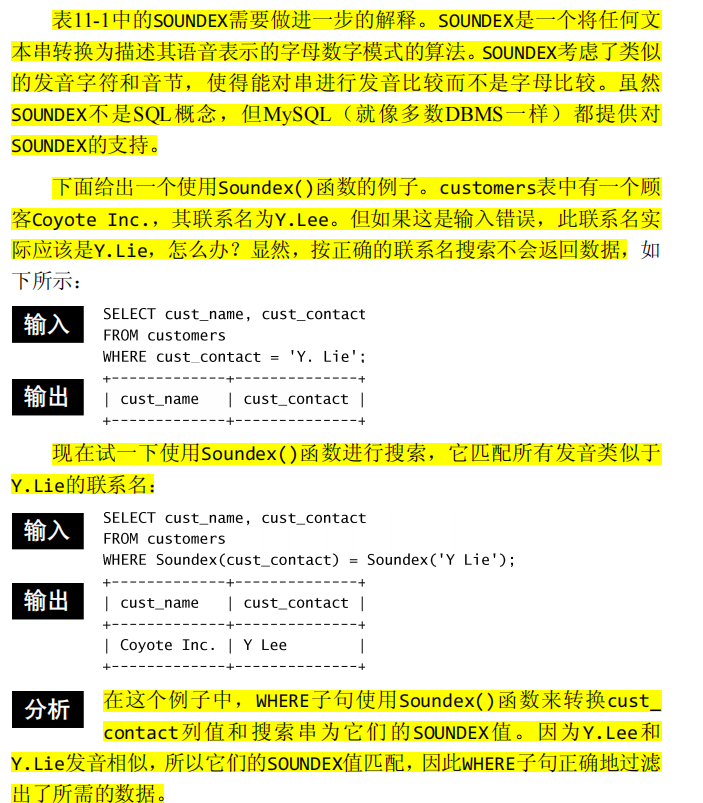 表11-1中的SOUNDEX需要做进一步的解释。SOUNDEX是一个将任何文
本串转换为描述其语音表示的字母数字模式的算法。SOUNDEX考虑了类似
的发音字符和音节，使得能对串进行发音比较而不是字母比较。虽然
SOUNDEX不是SQL概念，但MySQL（就像多数DBMS一样）都提供对
SOUNDEX的支持。
下面给出一个使用Soundex()函数的例子。customers表中有一个顾
客Coyote Inc.，其联系名为Y.Lee。但如果这是输入错误，此联系名实
际应该是Y.Lie，怎么办？显然，按正确的联系名搜索不会返回数据，如
下所示：
输入
SELECT cust_name, cust_contact
FROM customers
WHERE cust_contact = 'Y. Lie';
输出
+-------------+--------------+
| cust_name   | cust_contact |
+-------------+--------------+
现在试一下使用Soundex()函数进行搜索，它匹配所有发音类似于
Y.Lie的联系名：
输入
SELECT cust_name, cust_contact
FROM customers
WHERE Soundex(cust_contact) = Soundex('Y Lie');
输出
+-------------+--------------+
| cust_name   | cust_contact |
+-------------+--------------+
| Coyote Inc. | Y Lee        |
+-------------+--------------+
分析
在这个例子中，WHERE子句使用Soundex()函数来转换cust_
contact列值和搜索串为它们的SOUNDEX值。因为Y.Lee和
Y.Lie发音相似，所以它们的SOUNDEX值匹配，因此WHERE子句正确地过滤
出了所需的数据。